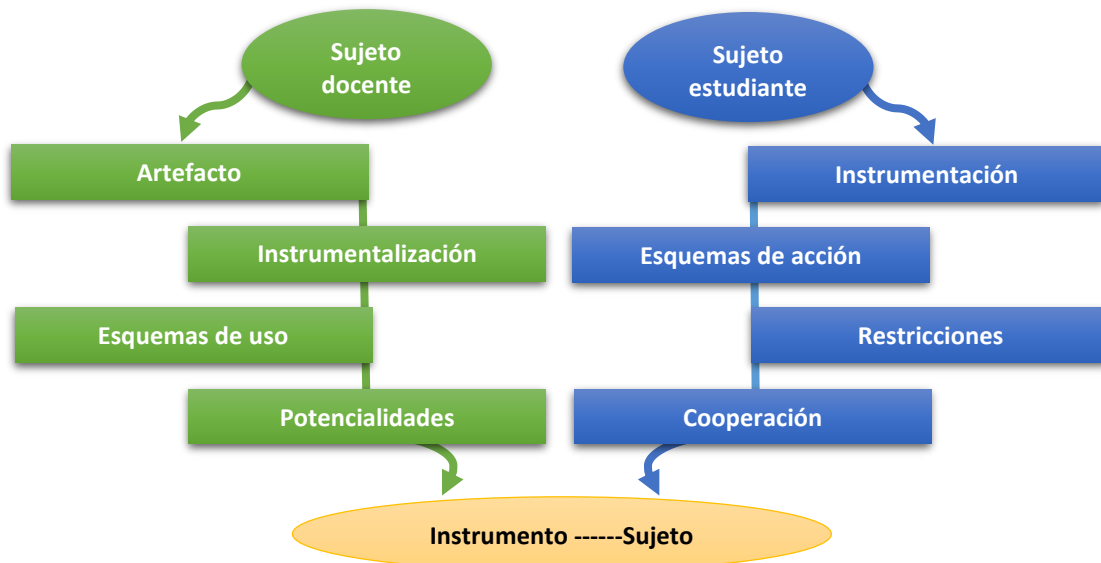 Sujeto
docente
Sujeto
estudiante
Artefacto
Instrumentación
Instrumentalización
Esquemas de acción
Esquemas de uso
Restricciones
Potencialidades
Cooperación
Instrumento ------Sujeto